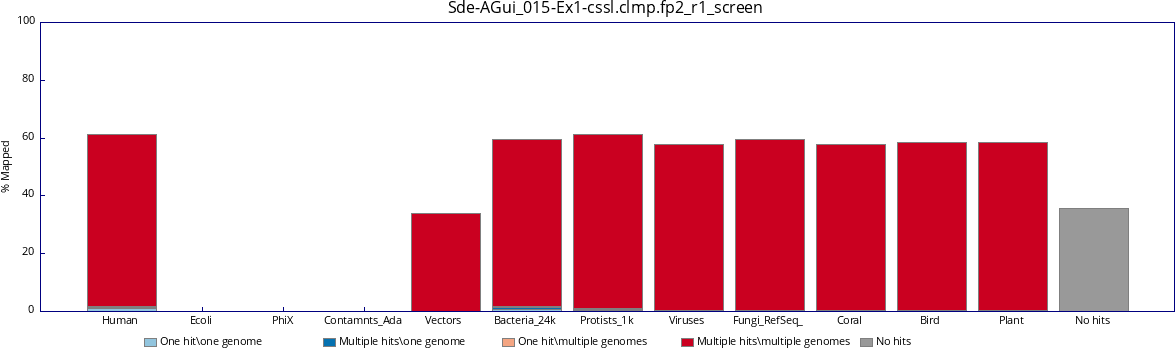 Sde-AGui_015-Ex1-cssl.clmp.fp2_r1_screen
100
80
60
40
20
0
% Mapped
Human Ecoli PhiX Contamnts_Ada Vectors Bacteria_24k Protists_1k Viruses Fungi_RefSeq_ Coral Bird Plant No hits
One hit\one genome Multiple hits\one genome One hit\multiple genomes Multiple hits\multiple genomes No hits